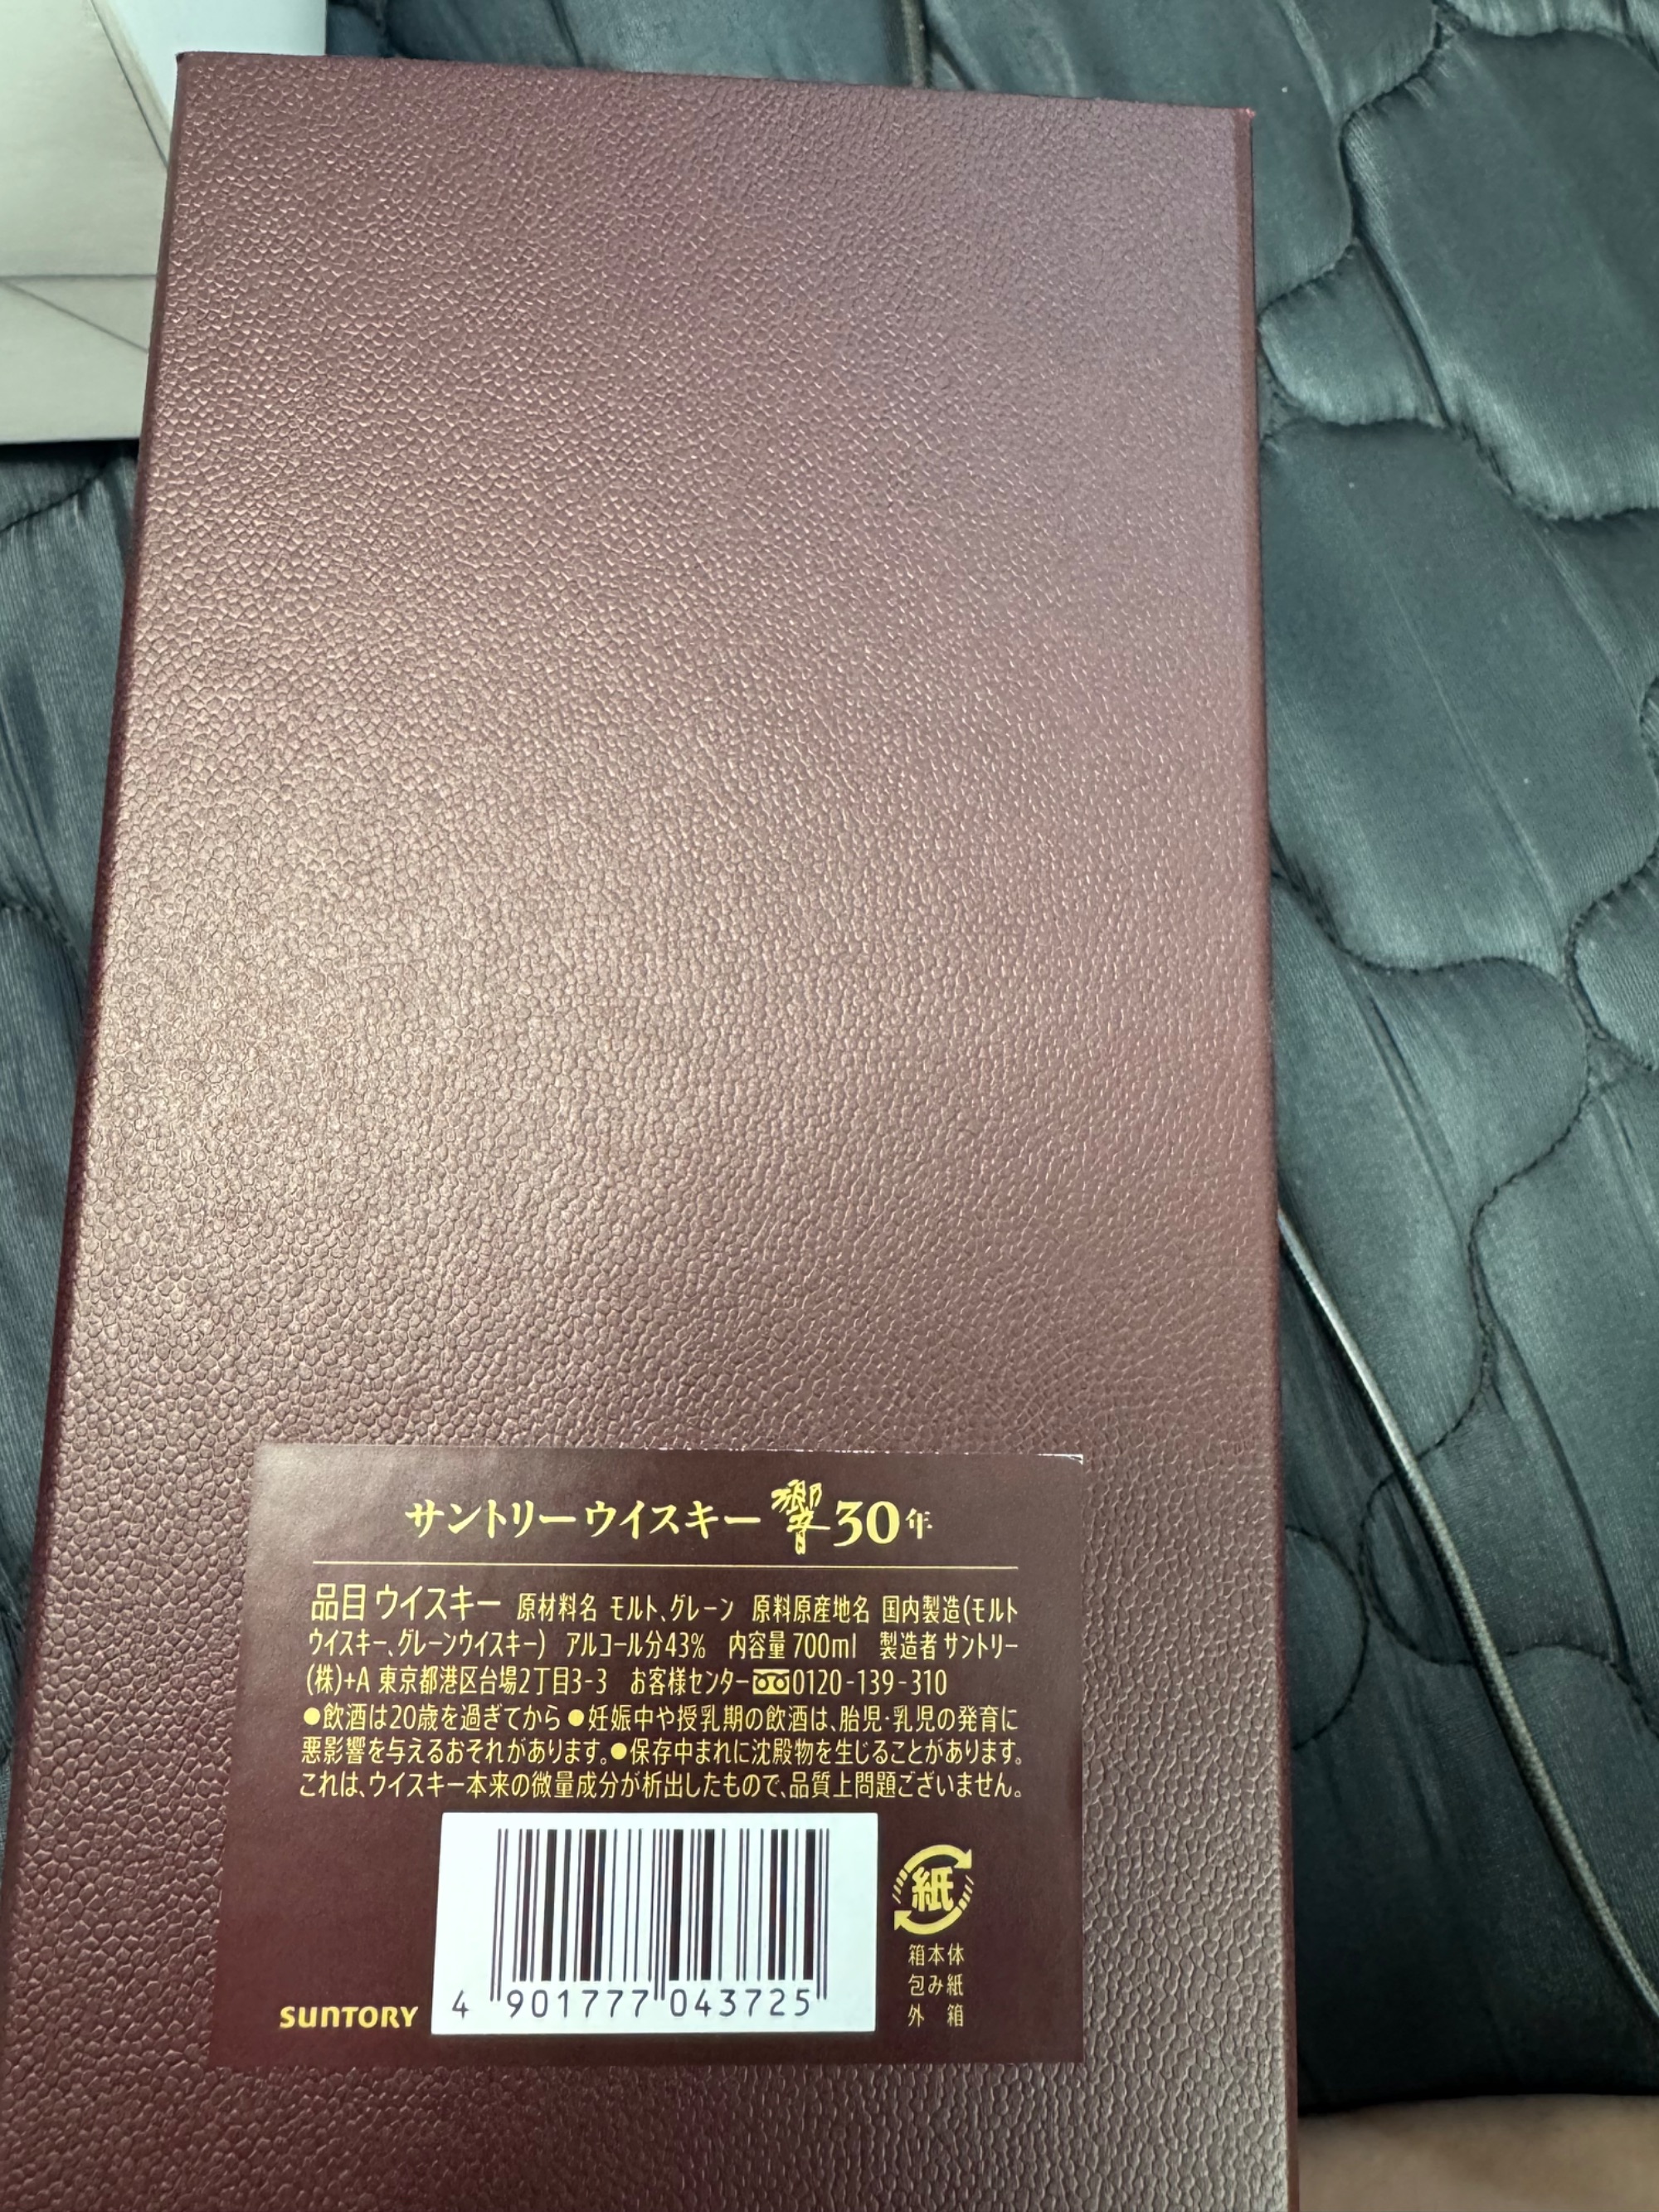 サントリーウイスキー 響 30年
品目 ウイスキー 原材料名 モルト、グレーン 原料原産地名 国内製造(モルト
ウイスキー、グレーンウイスキー) アルコール分43% 内容量 700ml 製造者 サントリー
(株)+A 東京都港区台場2丁目3-3 お客様センター 0120-139-310
●飲酒は20歳を過ぎてから ●妊娠中や授乳期の飲酒は、胎児・乳児の発育に
悪影響を与えるおそれがあります。●保存中まれに沈殿物を生じることがあります。
これは、ウイスキー本来の微量成分が析出したもので、品質上問題ございません。
紙
箱本体
包み紙
外 箱
SUNTORY
4 901777 043725